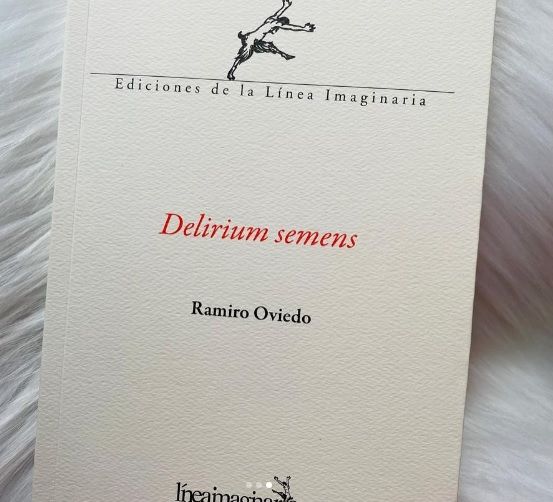 Ediciones de la Línea Imaginaria
Delirium semens
Ramiro Oviedo